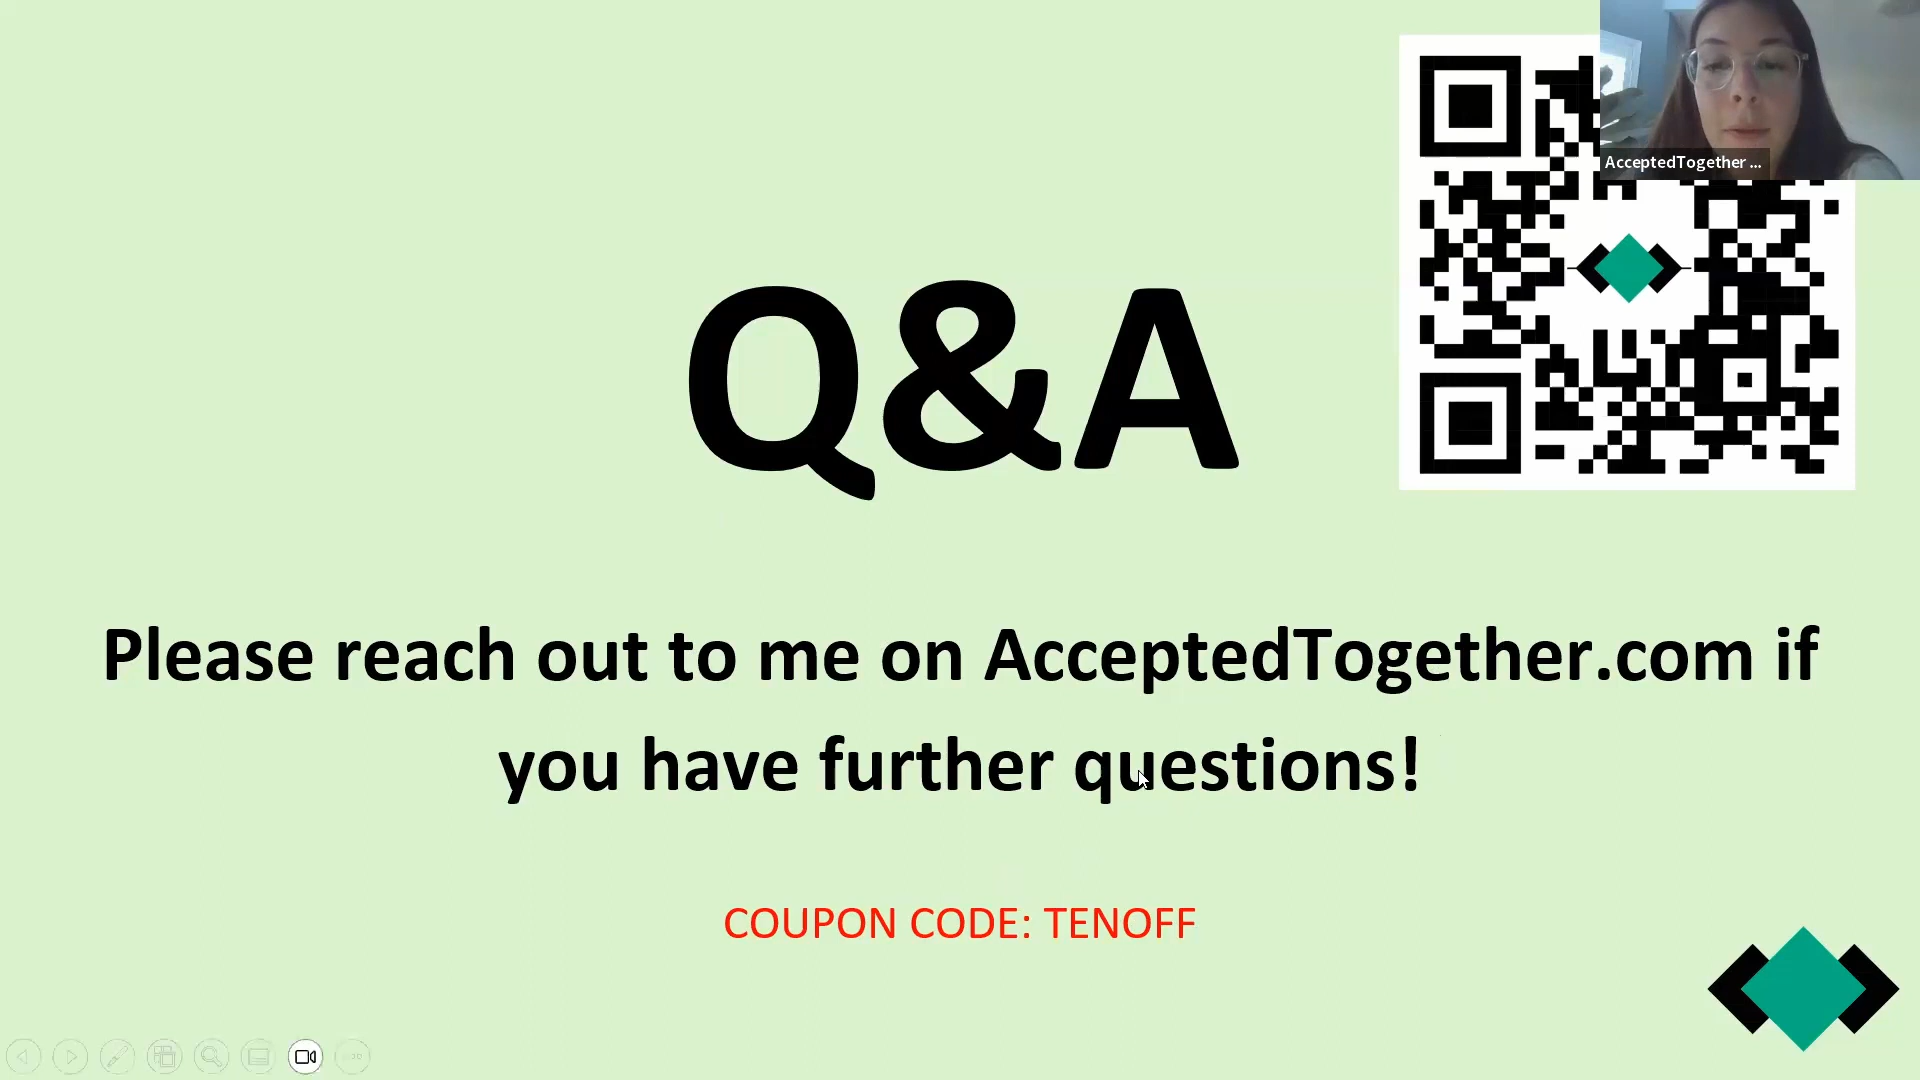 AcceptedTogether ...
Q&A
Please reach out to me on AcceptedTogether.com if
you have further questions!
COUPON CODE: TENOFF